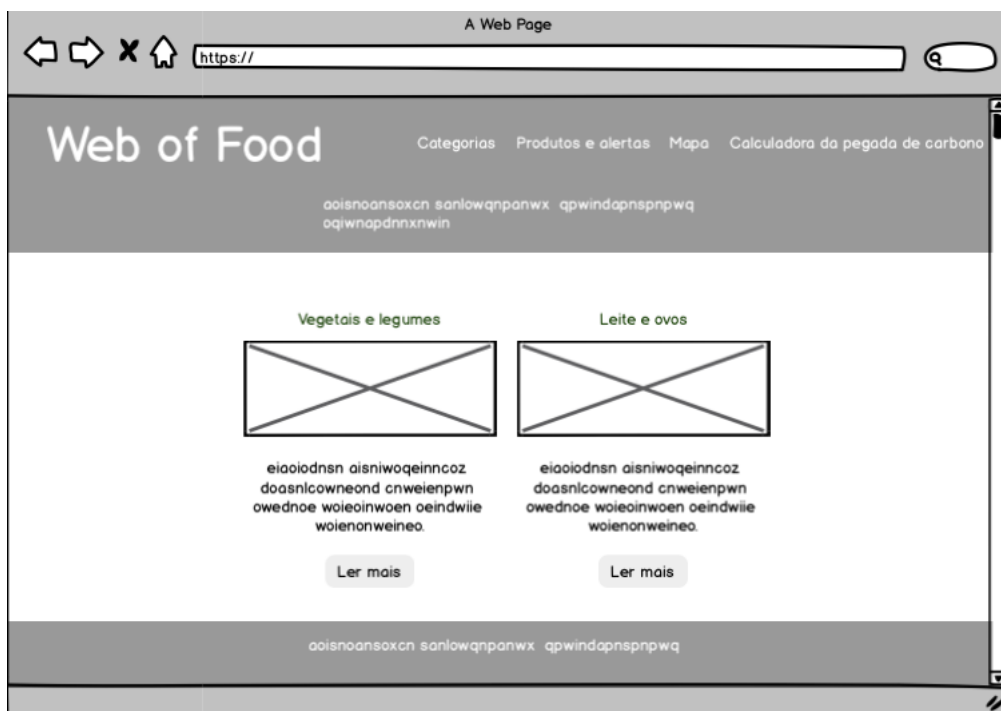 A Web Page
https://
Web of Food
Categorias Produtos e alertas Mapa Calculadora da pegada de carbono
aoisnoansoxcn sanlowqnpanwx qpwindapnspnpwq
oqiwnapdnnxnwin
Vegetais e legumes Leite e ovos
eiaoiodnsn aisniwoqeinncoz eiaoiodnsn aisniwoqeinncoz
doasnlcowneond cnweienpwn doasnlcowneond cnweienpwn
owednoe woieoinwoen oeindwiie owednoe woieoinwoen oeindwiie
woienonweineo. woienonweineo.
Ler mais Ler mais
aoisnoansoxcn sanlowqnpanwx qpwindapnspnpwq